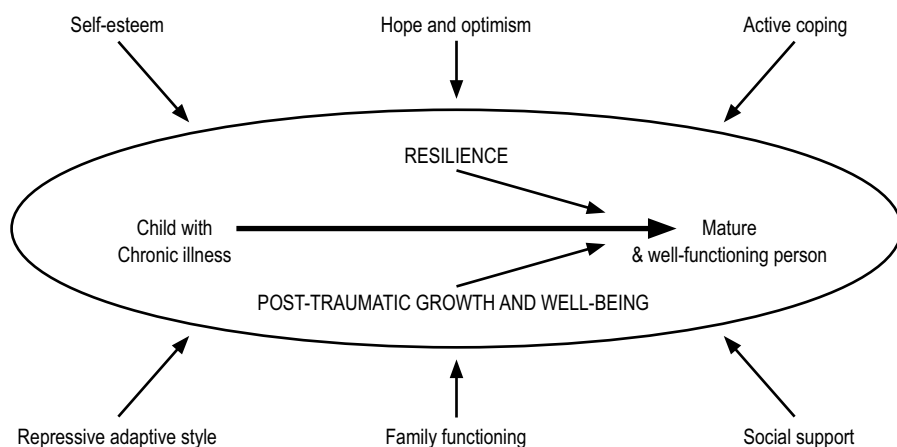 Self-esteem
Hope and optimism
Active coping
RESILIENCE
Child with
Chronic illness
Mature
& well-functioning person
POST-TRAUMATIC GROWTH AND WELL-BEING
Repressive adaptive style
Family functioning
Social support